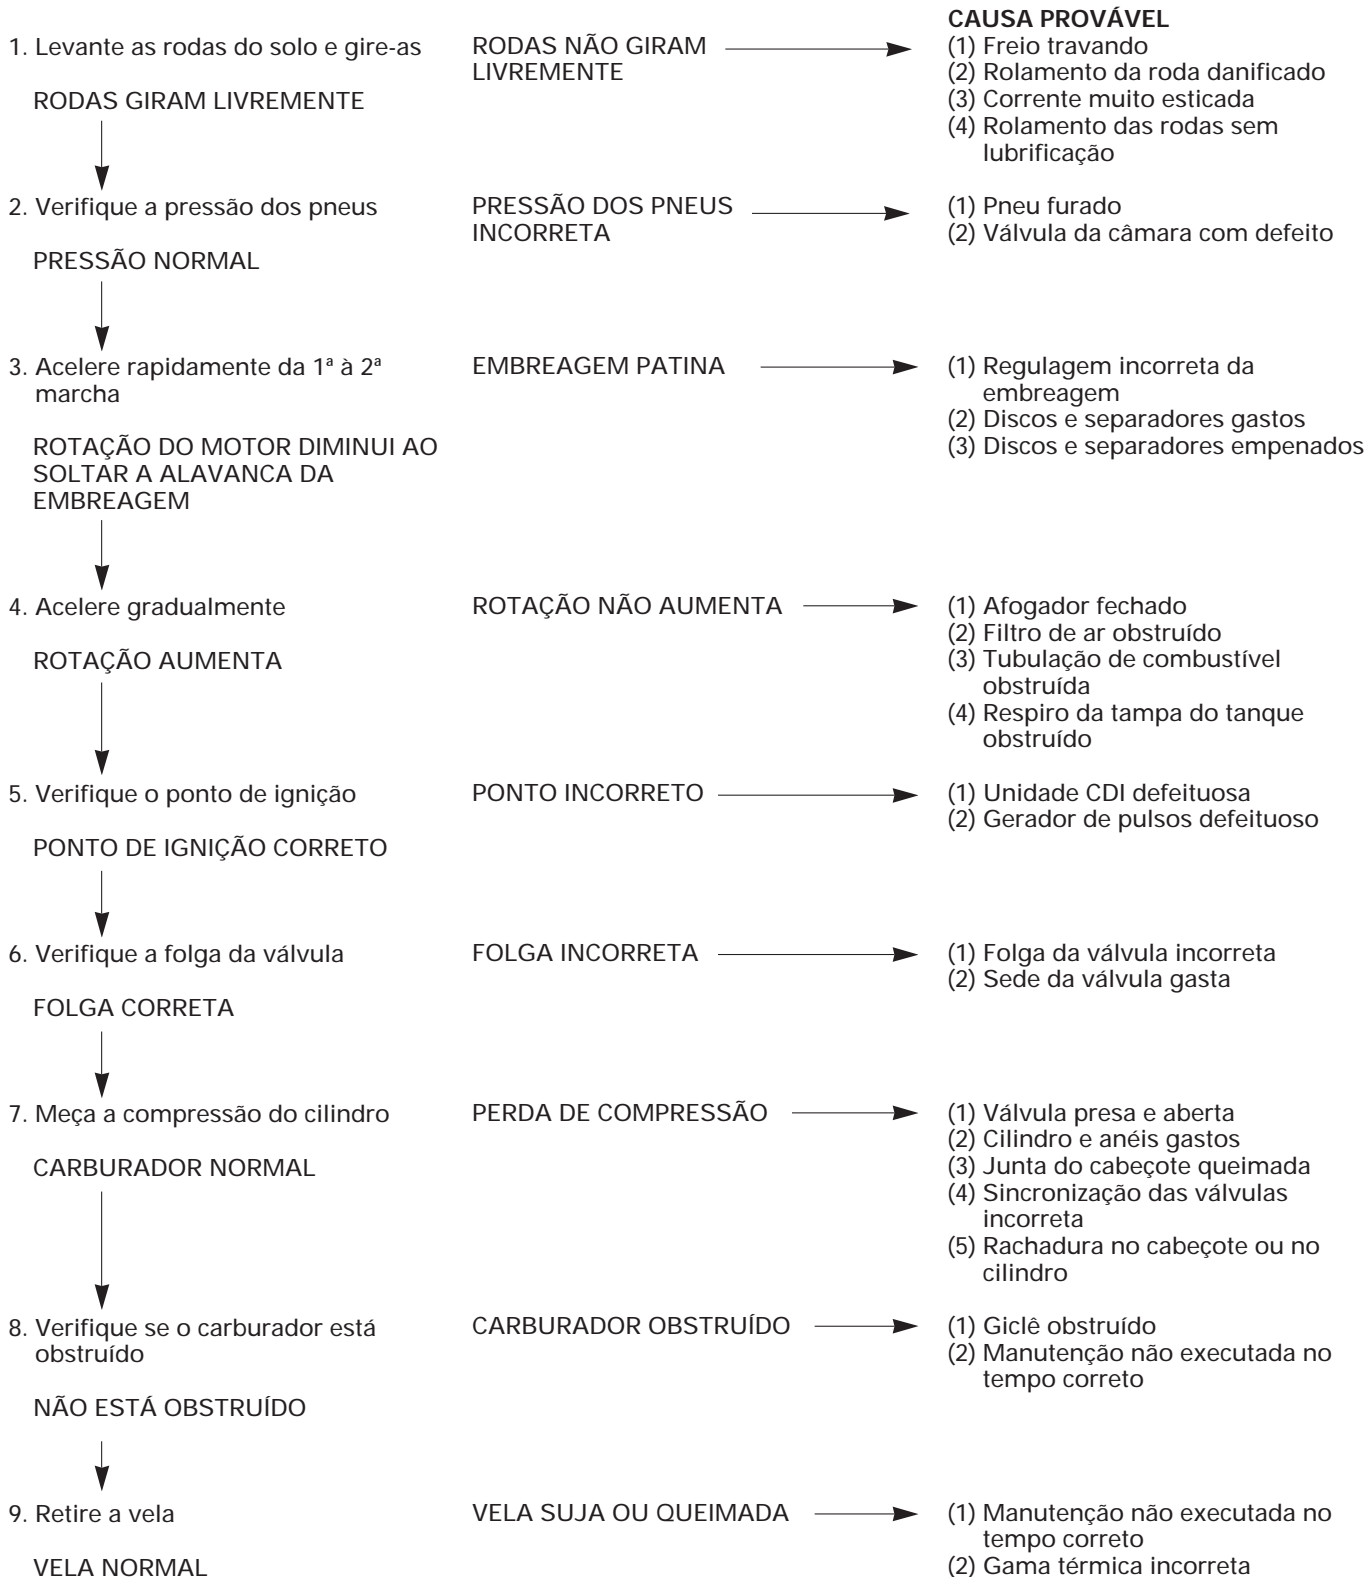 CAUSA PROVÁVEL
1. Levante as rodas do solo e gire-as
RODAS NÃO GIRAM
LIVREMENTE
(1) Freio travando
(2) Rolamento da roda danificado
(3) Corrente muito esticada
(4) Rolamento das rodas sem
lubrificação
RODAS GIRAM LIVREMENTE
2. Verifique a pressão dos pneus
PRESSÃO DOS PNEUS
INCORRETA
(1) Pneu furado
(2) Válvula da câmara com defeito
PRESSÃO NORMAL
3. Acelere rapidamente da 1ª à 2ª
marcha
EMBREAGEM PATINA
(1) Regulagem incorreta da
embreagem
(2) Discos e separadores gastos
(3) Discos e separadores empenados
ROTAÇÃO DO MOTOR DIMINUI AO
SOLTAR A ALAVANCA DA
EMBREAGEM
4. Acelere gradualmente
ROTAÇÃO NÃO AUMENTA
(1) Afogador fechado
(2) Filtro de ar obstruído
(3) Tubulação de combustível
obstruída
(4) Respiro da tampa do tanque
obstruído
ROTAÇÃO AUMENTA
5. Verifique o ponto de ignição
PONTO INCORRETO
(1) Unidade CDI defeituosa
(2) Gerador de pulsos defeituoso
PONTO DE IGNIÇÃO CORRETO
6. Verifique a folga da válvula
FOLGA INCORRETA
(1) Folga da válvula incorreta
(2) Sede da válvula gasta
FOLGA CORRETA
7. Meça a compressão do cilindro
PERDA DE COMPRESSÃO
(1) Válvula presa e aberta
(2) Cilindro e anéis gastos
(3) Junta do cabeçote queimada
(4) Sincronização das válvulas
incorreta
(5) Rachadura no cabeçote ou no
cilindro
CARBURADOR NORMAL
8. Verifique se o carburador está
obstruído
CARBURADOR OBSTRUÍDO
(1) Giclê obstruído
(2) Manutenção não executada no
tempo correto
NÃO ESTÁ OBSTRUÍDO
9. Retire a vela
VELA SUJA OU QUEIMADA
(1) Manutenção não executada no
tempo correto
(2) Gama térmica incorreta
VELA NORMAL